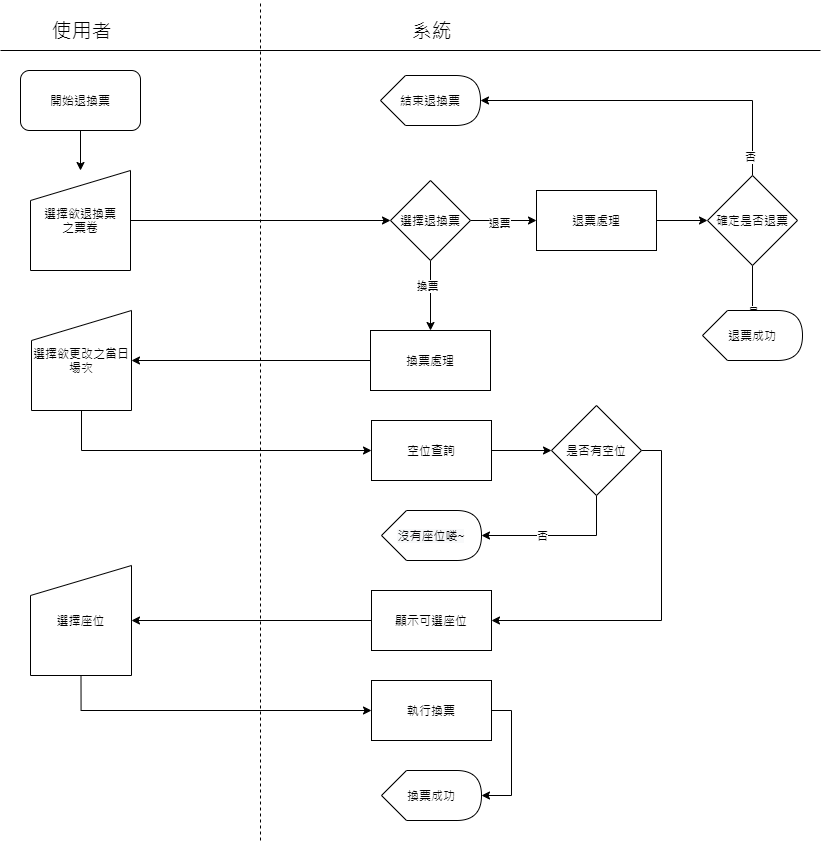 使用者
系統
開始退換票
結束退換票
否
選擇欲退換票
之票卷
選擇退換票
退票
退票處理
確定是否退票
換票
退票成功
選擇欲更改之當日
場次
換票處理
空位查詢
是否有空位
沒有座位喽~
否
選擇座位
顯示可選座位
執行換票
換票成功